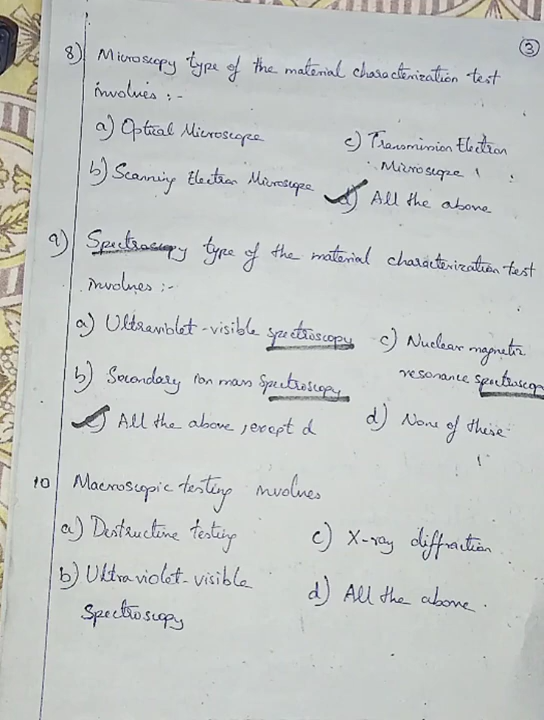 3
8) Microscopy type of the material characterization test
involves :-
a) Optical Microscope
c) Transmission Electron
Microscope
b) Scanning Electron Microscope
d) All the above
9) Spectroscopy type of the material characterization test
involves :-
a) Ultraviolet-visible spectroscopy
c) Nuclear magnetic
resonance spectroscopy
b) Secondary ion mass Spectroscopy
All the above, except d
d) None of these
10 Macroscopic testing involves
a) Destructive testing
c) X-ray diffraction
b) Ultraviolet-visible
Spectroscopy
d) All the above.